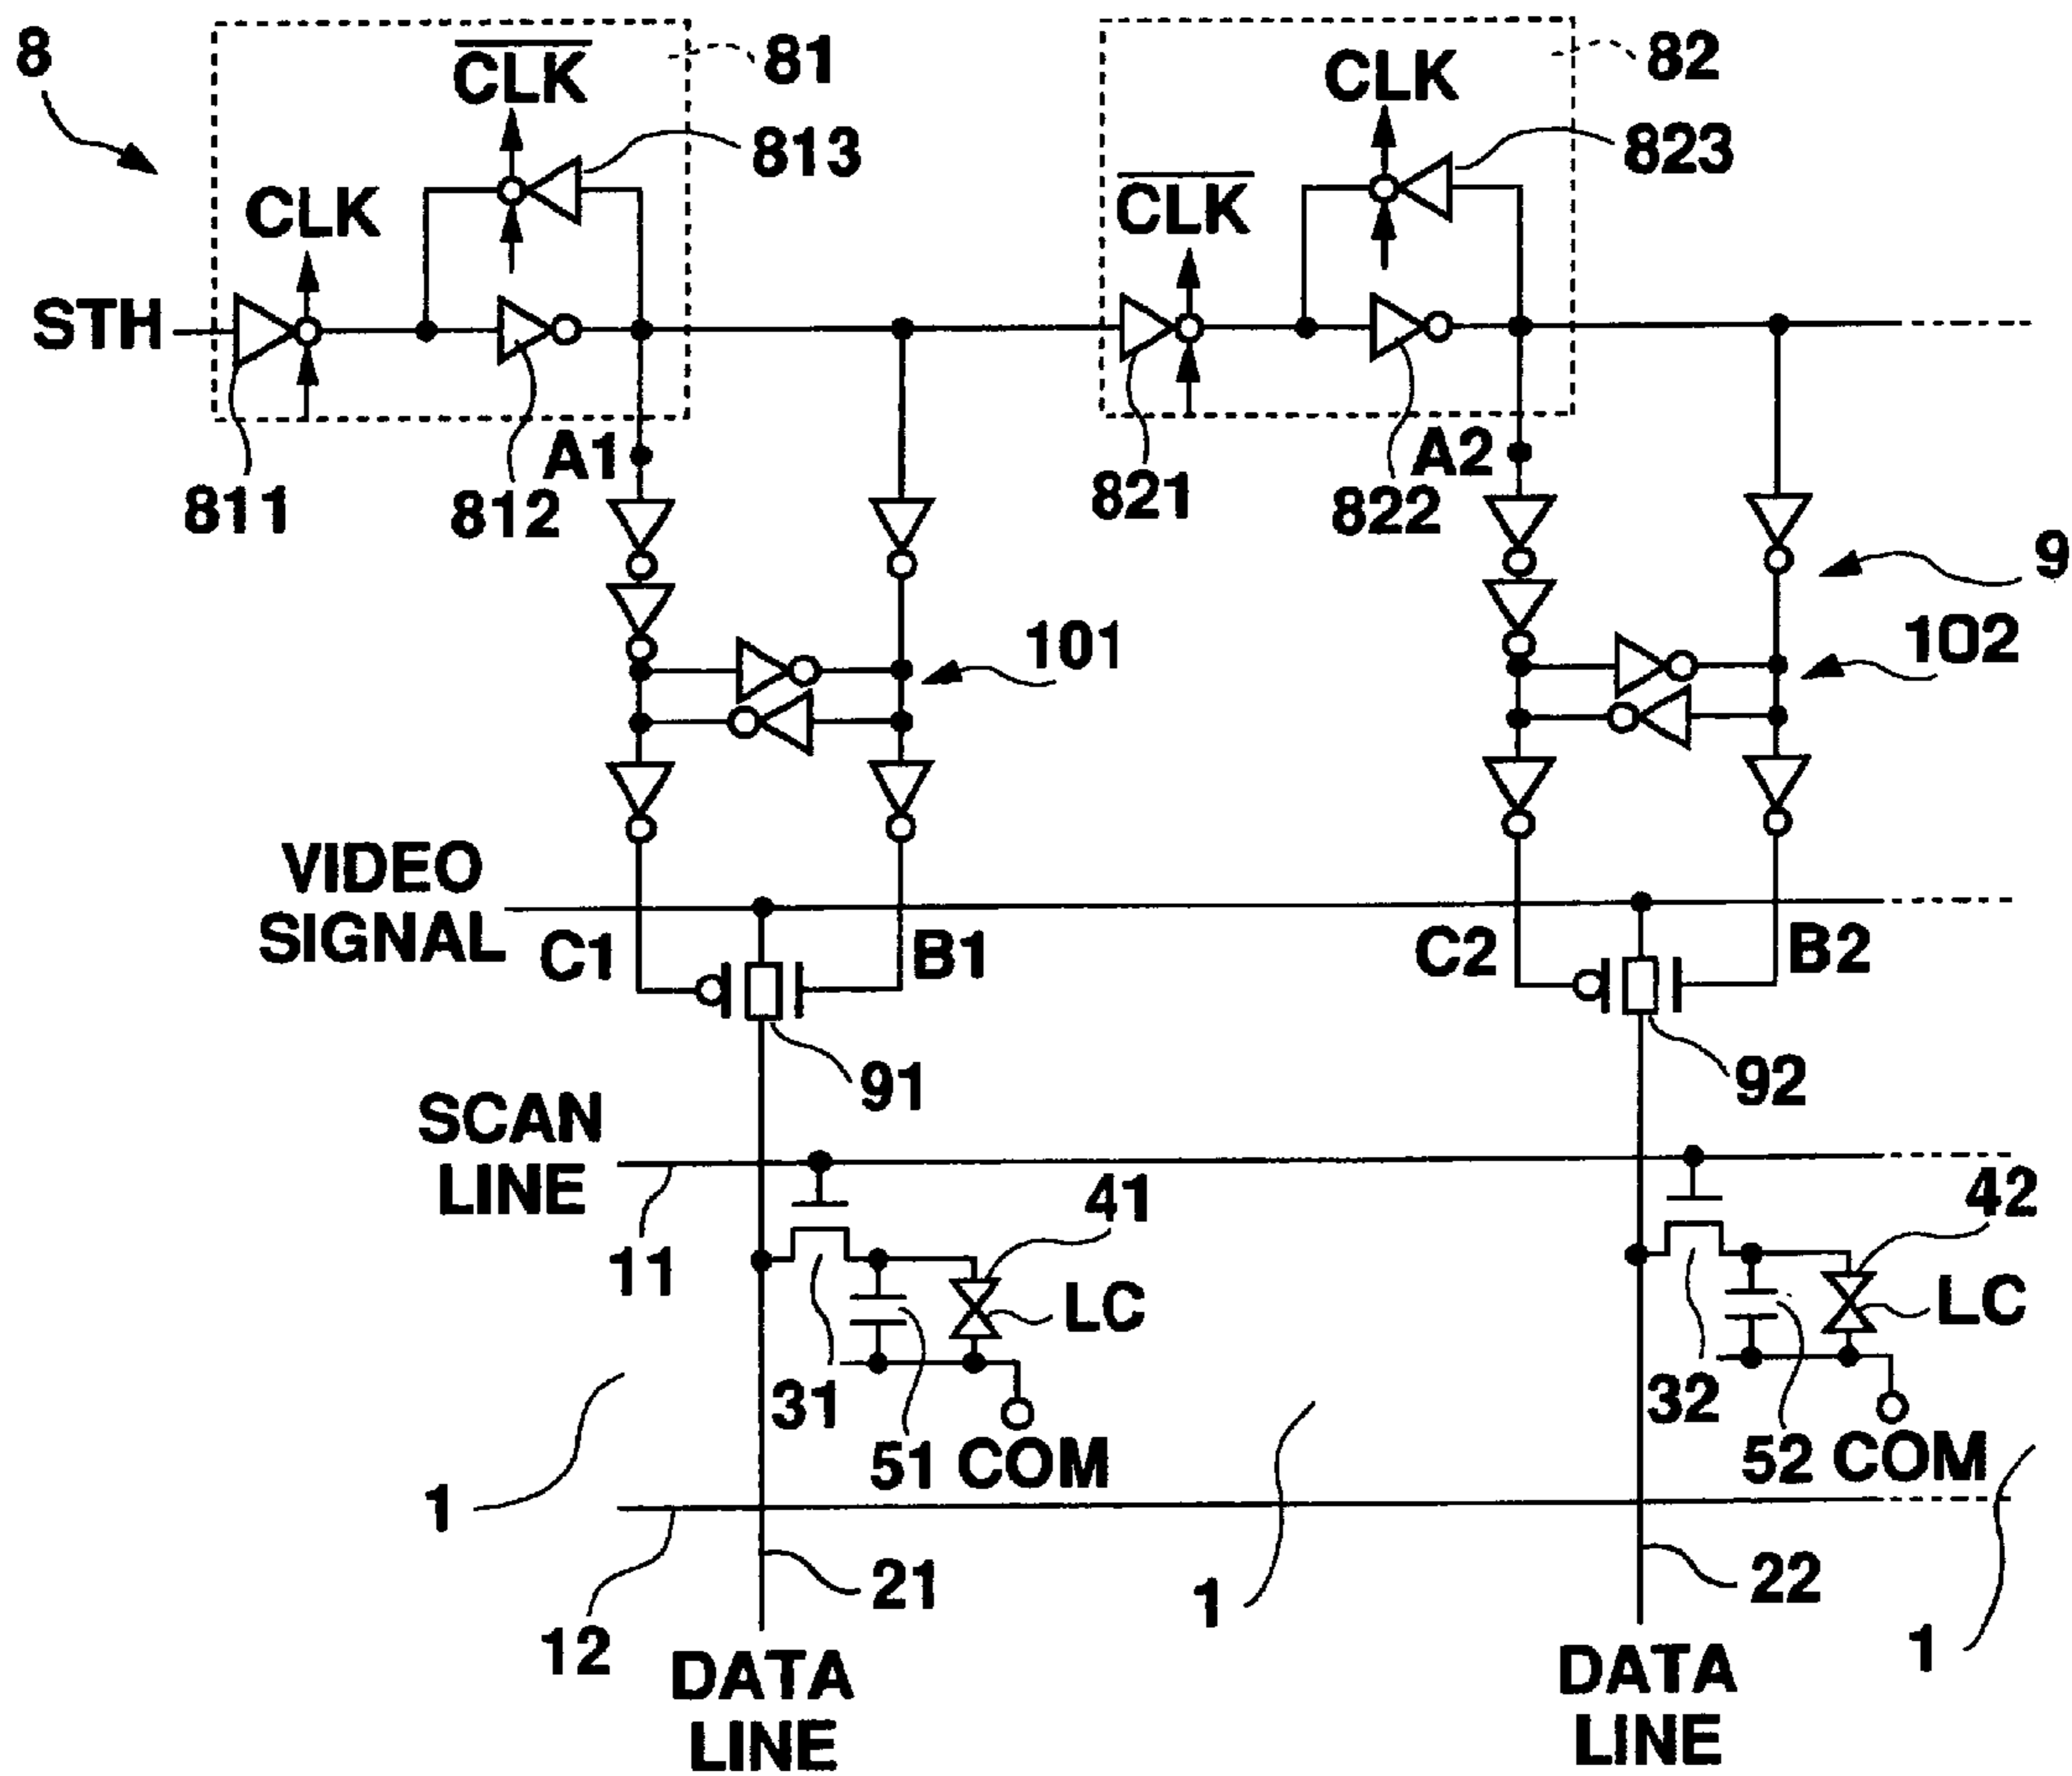 8
C̅L̅K̅
81
CLK
82
813
823
CLK
C̅L̅K̅
STH
A1
A2
811
812
821
822
9
101
102
VIDEO
SIGNAL
C1
B1
C2
B2
91
92
SCAN
LINE
41
42
11
LC
LC
31
32
51
COM
52
COM
1
21
1
22
12
1
DATA
LINE
DATA
LINE